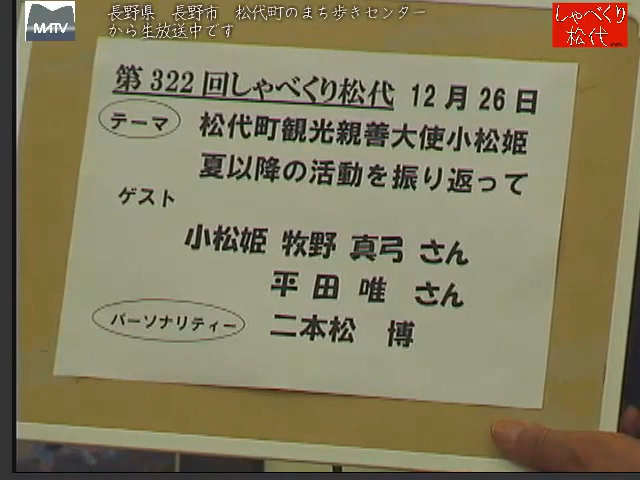 MATV
長野県　長野市　松代町のまち歩きセンター
から生放送中です
しゃべくり
松代
第322回しゃべくり松代 12月26日
テーマ 松代町観光親善大使小松姫
夏以降の活動を振り返って
ゲスト
小松姫 牧野 真弓 さん
平田 唯 さん
パーソナリティー 二本松 博